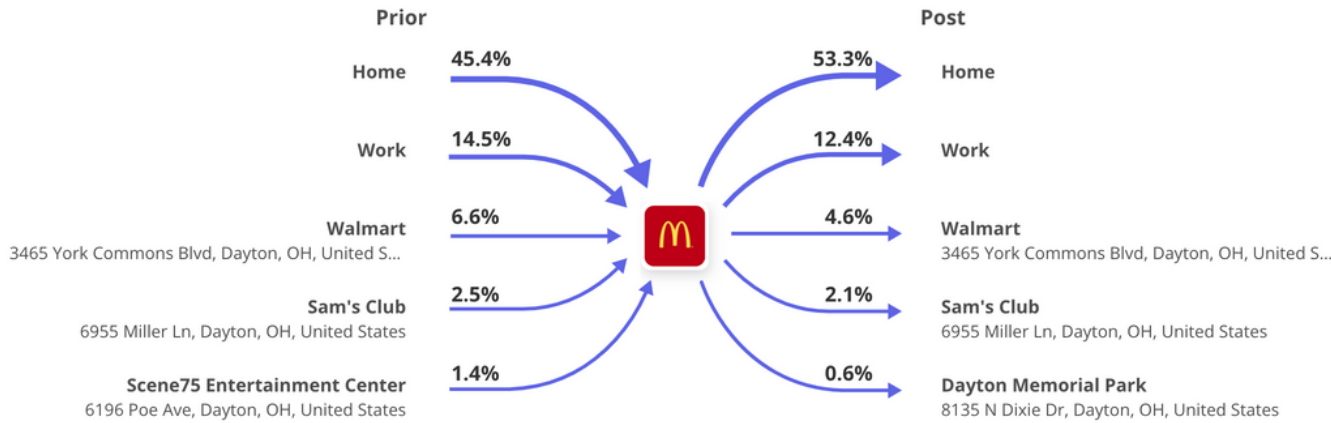 Prior
Post
45.4%
Home
53.3%
Home
14.5%
Work
12.4%
Work
6.6%
Walmart
3465 York Commons Blvd, Dayton, OH, United S...
4.6%
Walmart
3465 York Commons Blvd, Dayton, OH, United S...
2.5%
Sam's Club
6955 Miller Ln, Dayton, OH, United States
2.1%
Sam's Club
6955 Miller Ln, Dayton, OH, United States
1.4%
Scene75 Entertainment Center
6196 Poe Ave, Dayton, OH, United States
0.6%
Dayton Memorial Park
8135 N Dixie Dr, Dayton, OH, United States